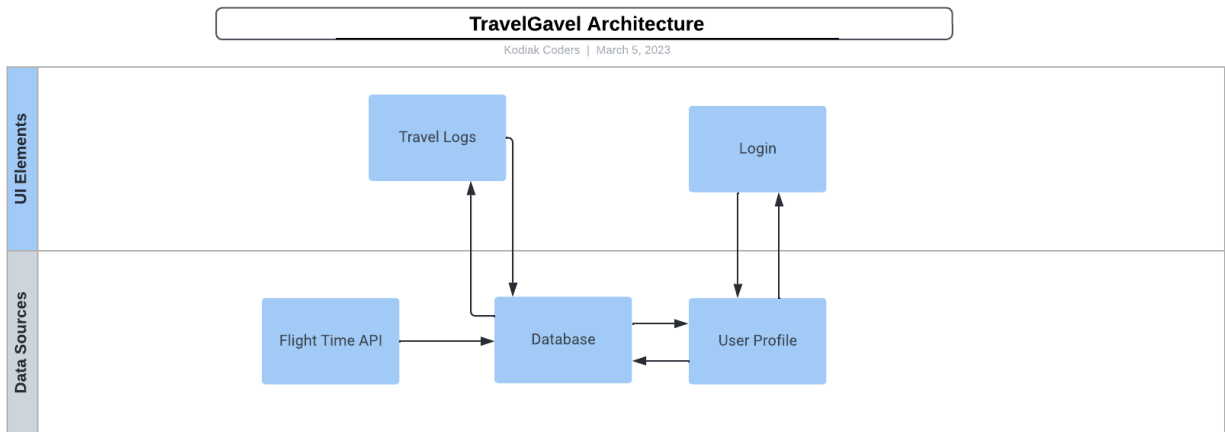 TravelGavel Architecture
Kodiak Coders | March 5, 2023
UI Elements
Travel Logs
Login
Data Sources
Flight Time API
Database
User Profile